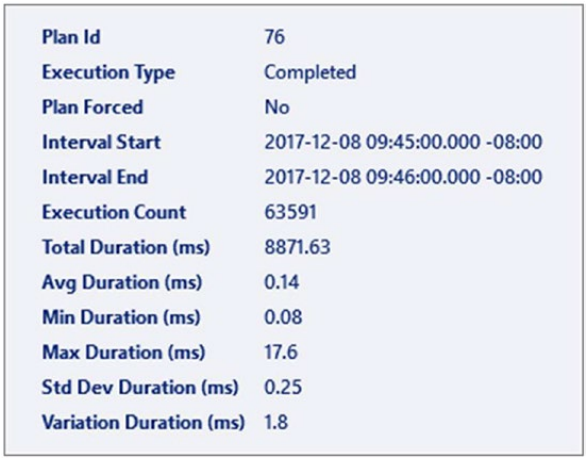 Plan Id 76
Execution Type Completed
Plan Forced No
Interval Start 2017-12-08 09:45:00.000 -08:00
Interval End 2017-12-08 09:46:00.000 -08:00
Execution Count 63591
Total Duration (ms) 8871.63
Avg Duration (ms) 0.14
Min Duration (ms) 0.08
Max Duration (ms) 17.6
Std Dev Duration (ms) 0.25
Variation Duration (ms) 1.8